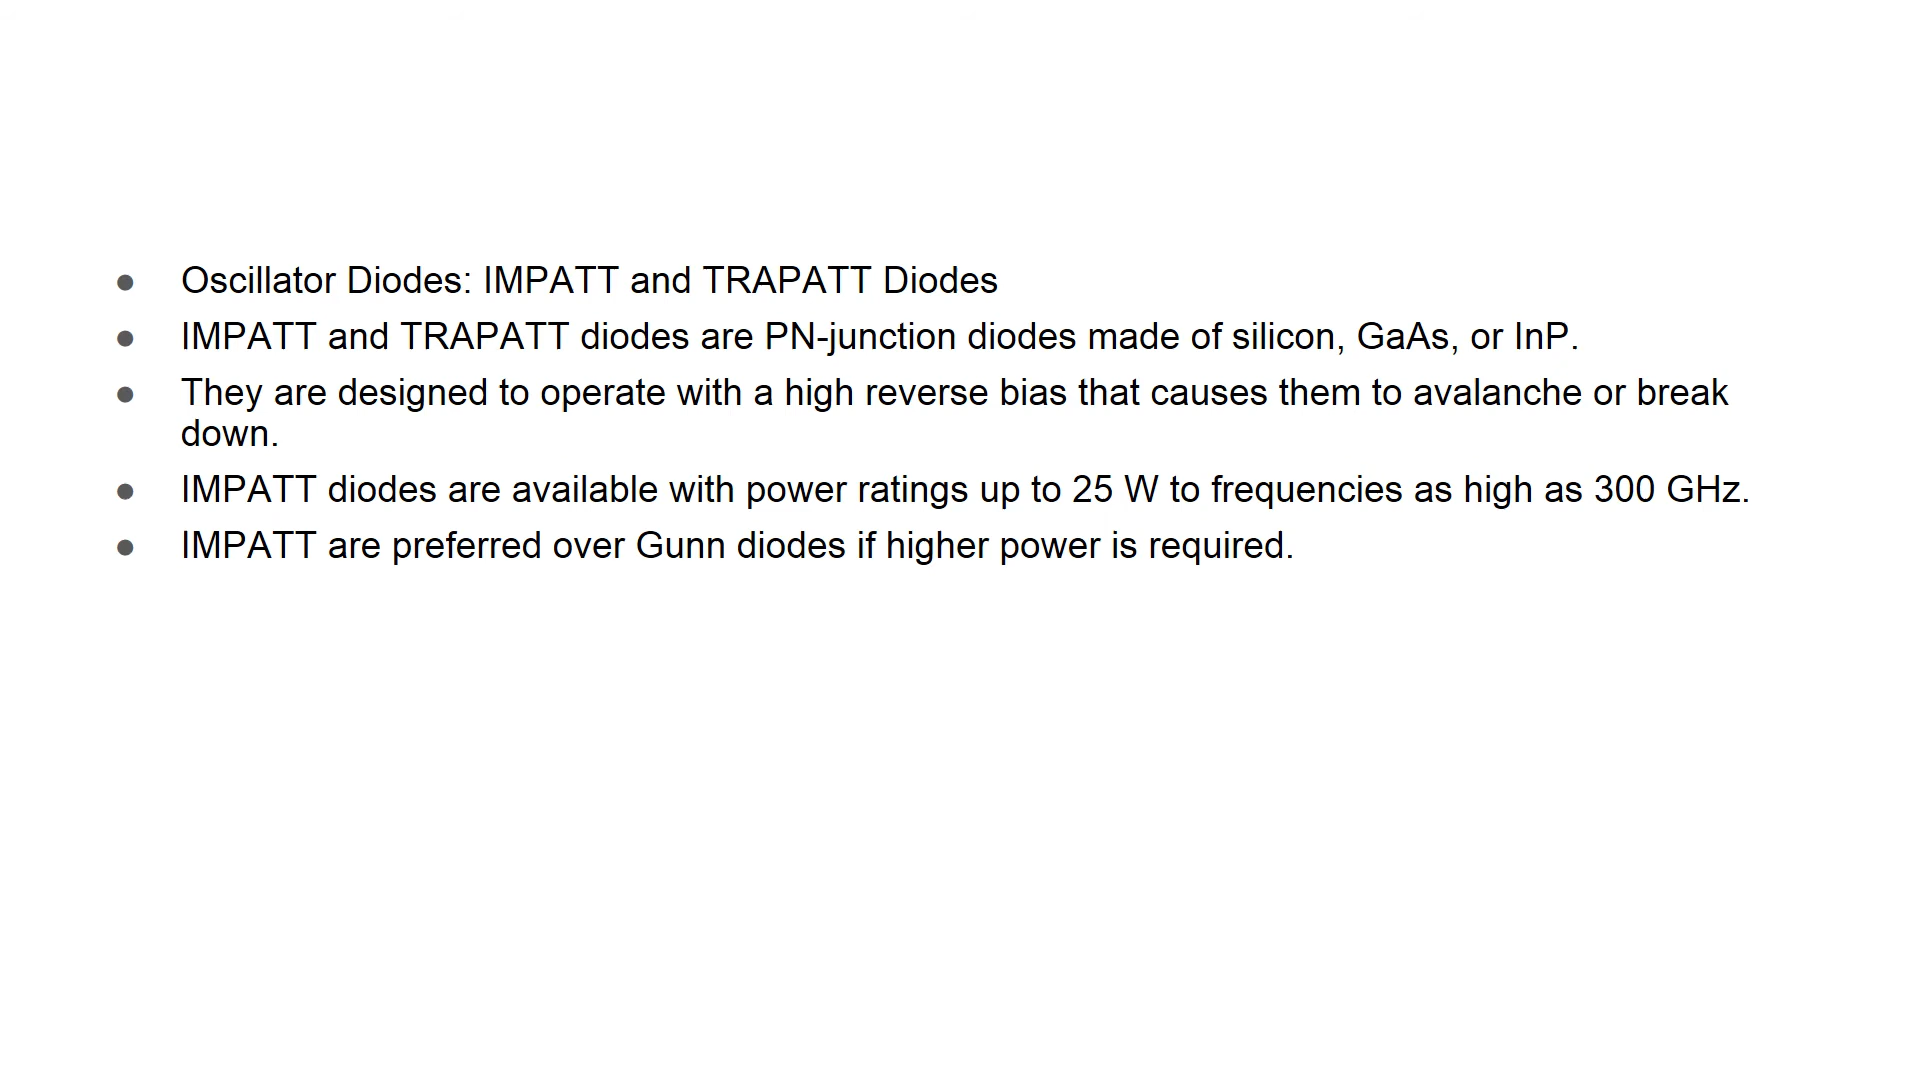 ● Oscillator Diodes: IMPATT and TRAPATT Diodes
● IMPATT and TRAPATT diodes are PN-junction diodes made of silicon, GaAs, or InP.
● They are designed to operate with a high reverse bias that causes them to avalanche or break
down.
● IMPATT diodes are available with power ratings up to 25 W to frequencies as high as 300 GHz.
● IMPATT are preferred over Gunn diodes if higher power is required.